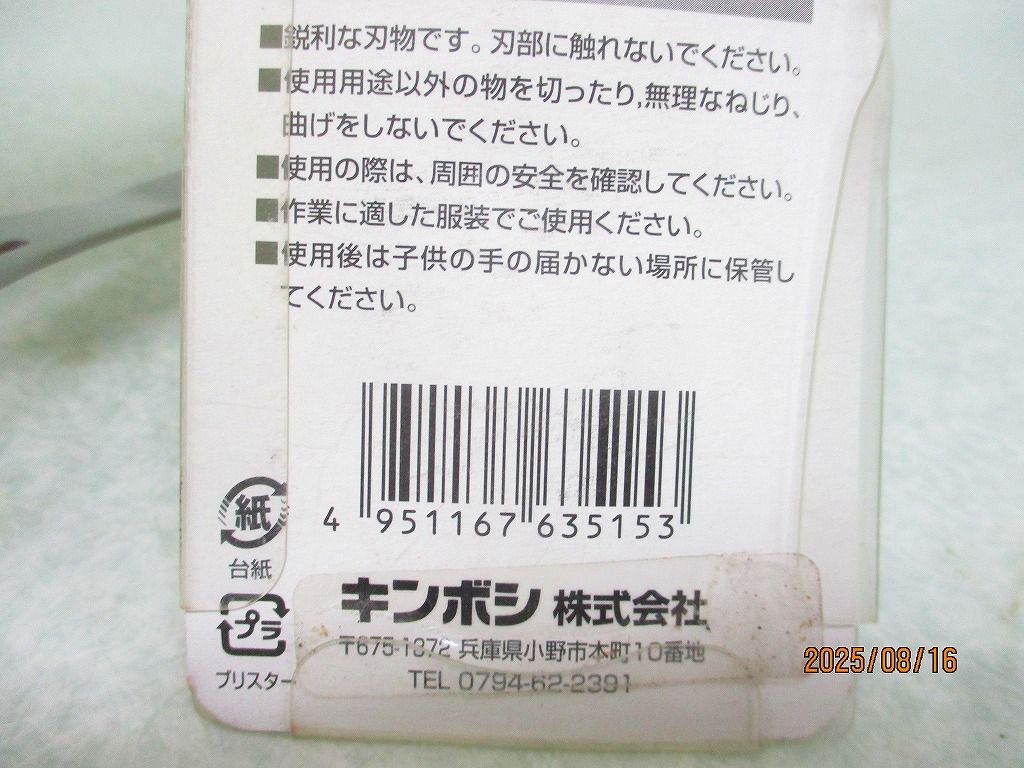 ■鋭利な刃物です。刃部に触れないでください。
■使用用途以外の物を切ったり,無理なねじり、
曲げをしないでください。
■使用の際は、周囲の安全を確認してください。
■作業に適した服装でご使用ください。
■使用後は子供の手の届かない場所に保管し
てください。
4 951167 635153
紙
台紙
プラ
ブリスター
キンボシ 株式会社
〒675-1372 兵庫県小野市本町10番地
TEL 0794-62-2391
2025/08/16